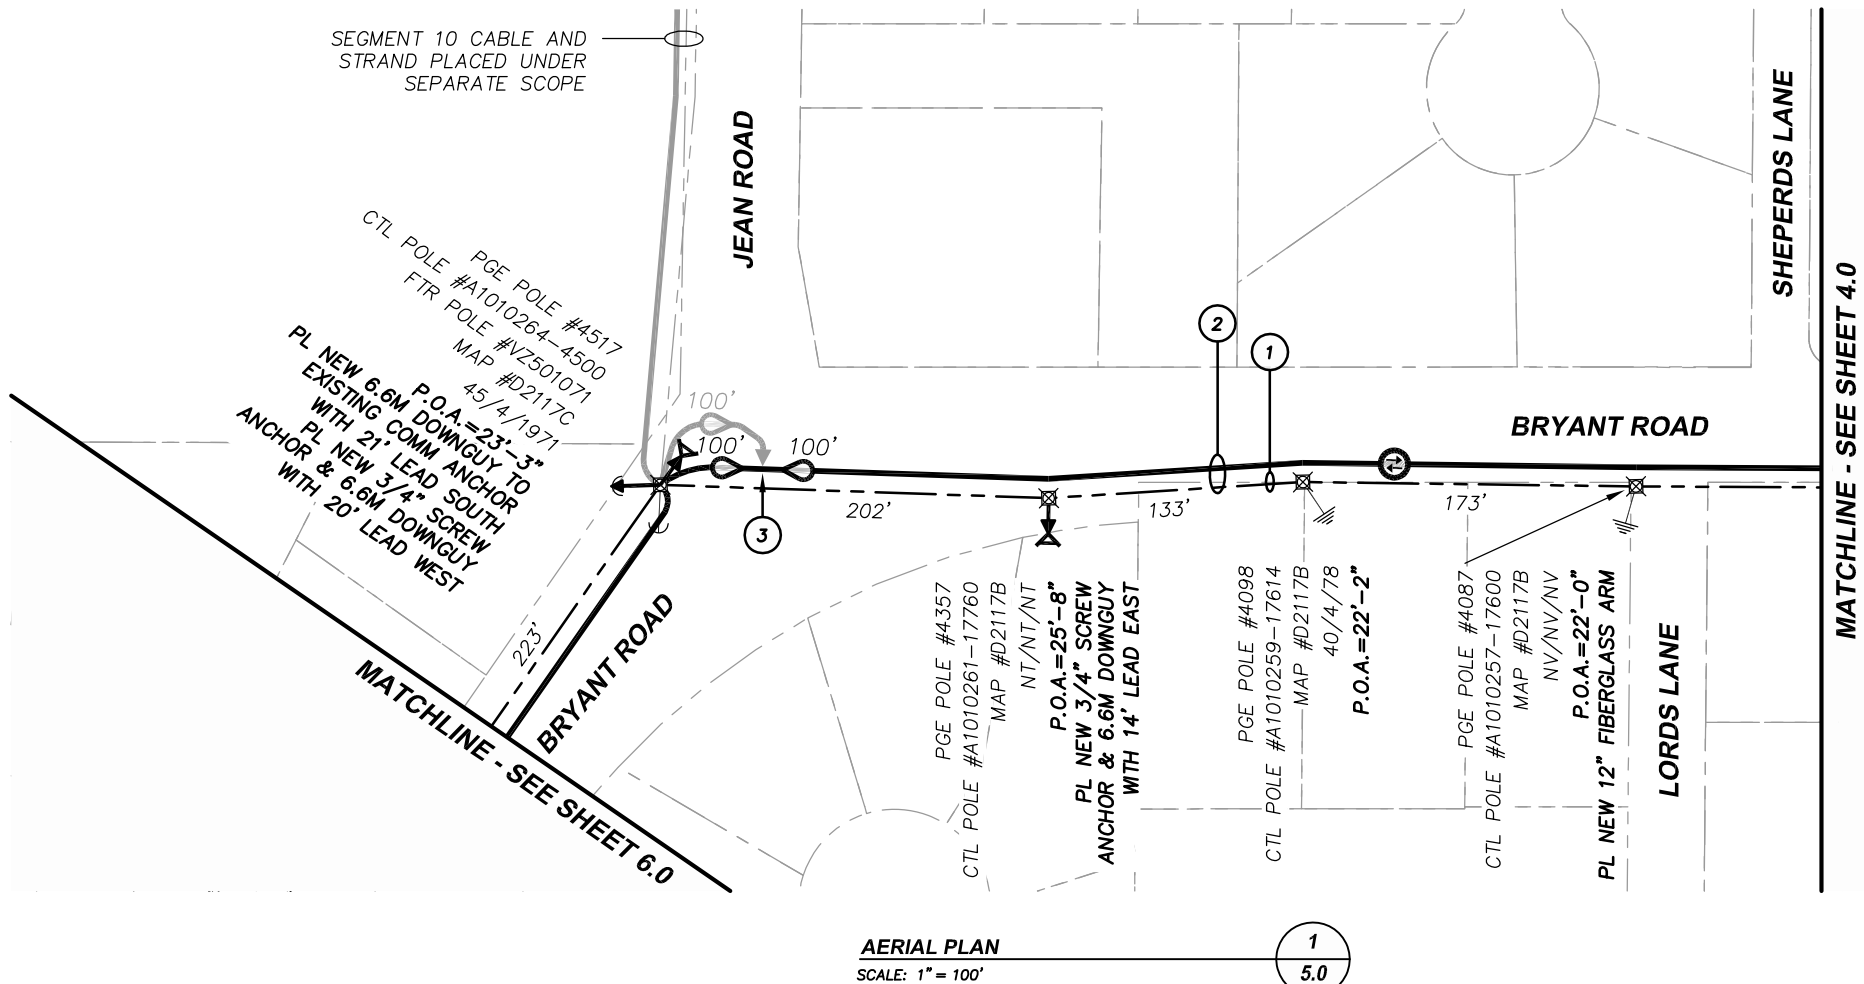 SEGMENT 10 CABLE AND
STRAND PLACED UNDER
SEPARATE SCOPE
JEAN ROAD
SHEPERDS LANE
MATCHLINE - SEE SHEET 4.0
PGE POLE #4517
CTL POLE #A1010264-4500
FTR POLE #VZ501071
MAP #D2117C
45/4/1971
P.O.A.=23'-3"
PL NEW 6.6M DOWNGUY TO
EXISTING COMM ANCHOR
WITH 21' LEAD SOUTH
PL NEW 3/4" SCREW
ANCHOR & 6.6M DOWNGUY
WITH 20' LEAD WEST
100'
100'
100'
2
1
BRYANT ROAD
3
202'
133'
173'
223'
BRYANT ROAD
MATCHLINE - SEE SHEET 6.0
PGE POLE #4357
CTL POLE #A1010261-17760
MAP #D2117B
NT/NT/NT
P.O.A.=25'-8"
PL NEW 3/4" SCREW
ANCHOR & 6.6M DOWNGUY
WITH 14' LEAD EAST
PGE POLE #4098
CTL POLE #A1010259-17614
MAP #D2117B
40/4/78
P.O.A.=22'-2"
PGE POLE #4087
CTL POLE #A1010257-17600
MAP #D2117B
NV/NV/NV
P.O.A.=22'-0"
PL NEW 12" FIBERGLASS ARM
LORDS LANE
AERIAL PLAN
SCALE: 1" = 100'
1
5.0